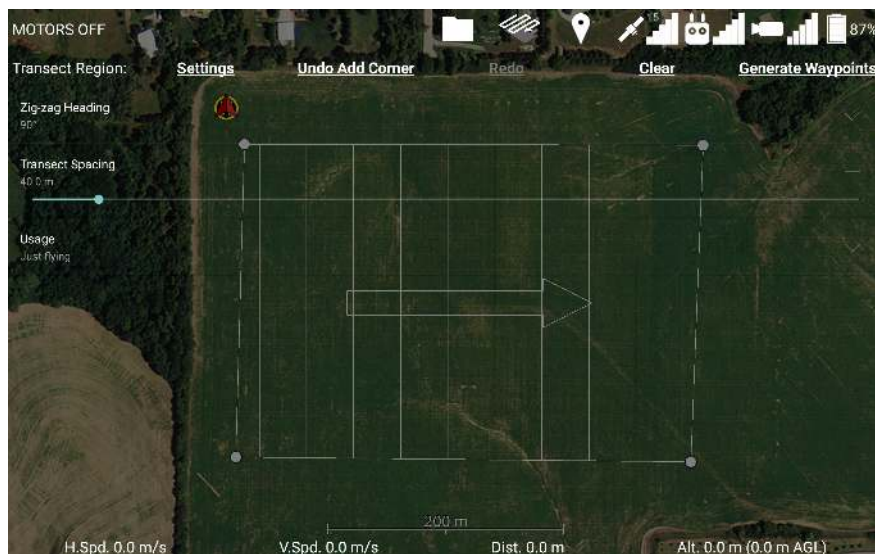 MOTORS OFF
5
87%
Transect Region: Settings Undo Add Corner Redo Clear Generate Waypoints
Zig-zag Heading
90°
Transect Spacing
40.0 m
Usage
Just flying
200 m
H.Spd. 0.0 m/s V.Spd. 0.0 m/s Dist. 0.0 m Alt. 0.0 m (0.0 m AGL)